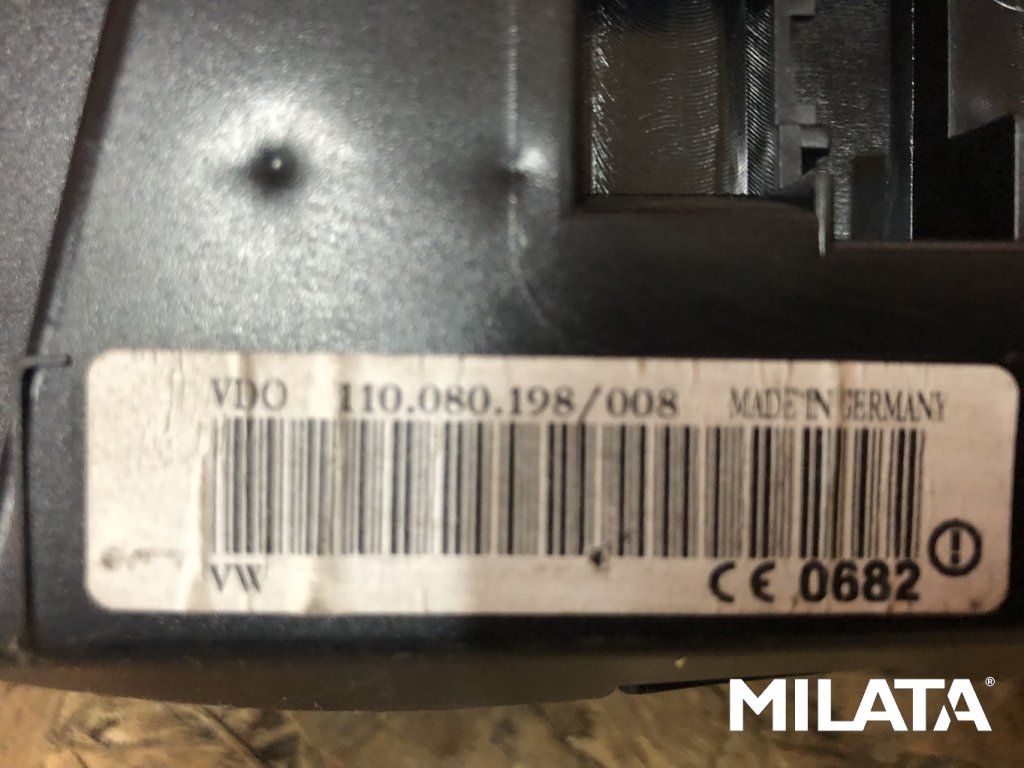 VDO 110.080.198/008 MADE IN GERMANY
VW CE 0682
MILATA®